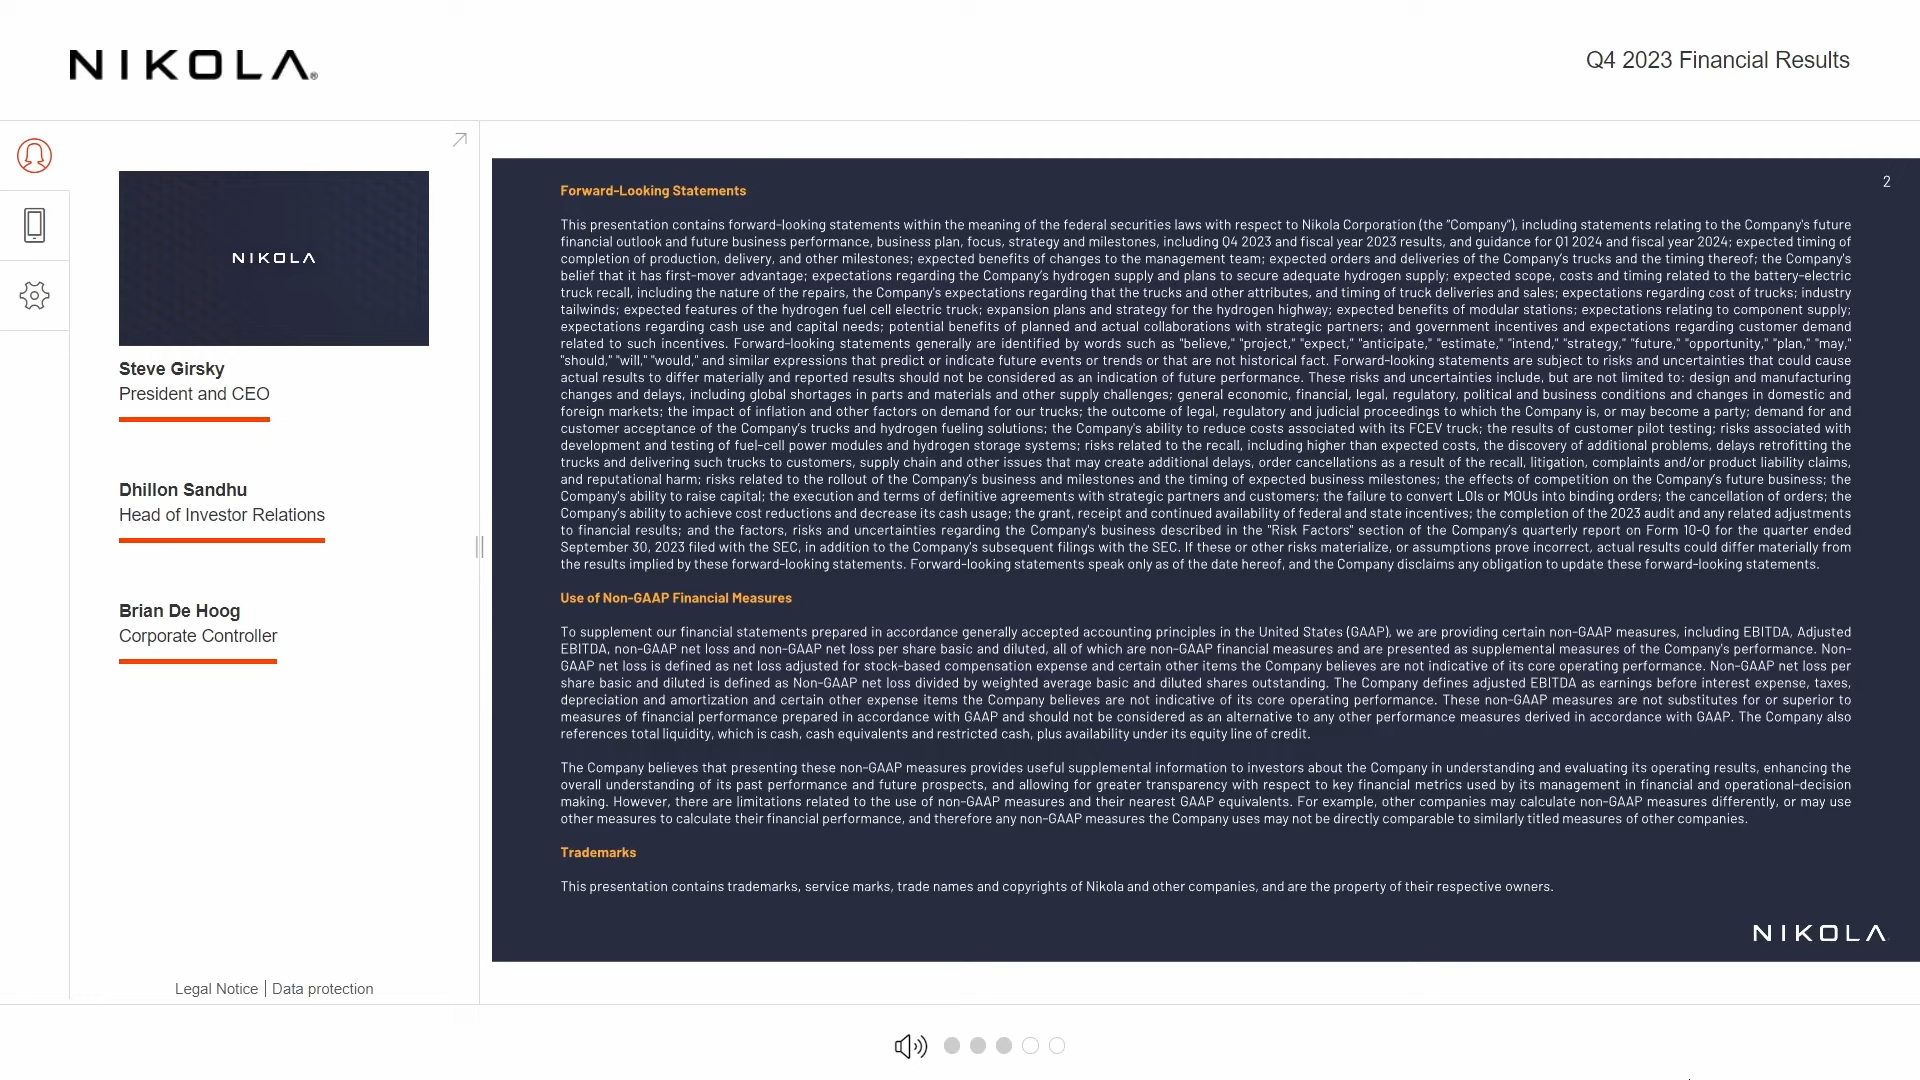 NIKOLA®
Q4 2023 Financial Results
NIKOLA
Steve Girsky
President and CEO
Dhillon Sandhu
Head of Investor Relations
Brian De Hoog
Corporate Controller
Legal Notice | Data protection
2
Forward-Looking Statements
This presentation contains forward-looking statements within the meaning of the federal securities laws with respect to Nikola Corporation (the "Company"), including statements relating to the Company's future
financial outlook and future business performance, business plan, focus, strategy and milestones, including Q4 2023 and fiscal year 2023 results, and guidance for Q1 2024 and fiscal year 2024; expected timing of
completion of production, delivery, and other milestones; expected benefits of changes to the management team; expected orders and deliveries of the Company's trucks and the timing thereof; the Company's
belief that it has first-mover advantage; expectations regarding the Company's hydrogen supply and plans to secure adequate hydrogen supply; expected scope, costs and timing related to the battery-electric
truck recall, including the nature of the repairs, the Company's expectations regarding that the trucks and other attributes, and timing of truck deliveries and sales; expectations regarding cost of trucks; industry
tailwinds; expected features of the hydrogen fuel cell electric truck; expansion plans and strategy for the hydrogen highway; expected benefits of modular stations; expectations relating to component supply;
expectations regarding cash use and capital needs; potential benefits of planned and actual collaborations with strategic partners; and government incentives and expectations regarding customer demand
related to such incentives. Forward-looking statements generally are identified by words such as "believe," "project," "expect," "anticipate," "estimate," "intend," "strategy," "future," "opportunity," "plan," "may,"
"should," "will," "would," and similar expressions that predict or indicate future events or trends or that are not historical fact. Forward-looking statements are subject to risks and uncertainties that could cause
actual results to differ materially and reported results should not be considered as an indication of future performance. These risks and uncertainties include, but are not limited to: design and manufacturing
changes and delays, including global shortages in parts and materials and other supply challenges; general economic, financial, legal, regulatory, political and business conditions and changes in domestic and
foreign markets; the impact of inflation and other factors on demand for our trucks; the outcome of legal, regulatory and judicial proceedings to which the Company is, or may become a party; demand for and
customer acceptance of the Company's trucks and hydrogen fueling solutions; the Company's ability to reduce costs associated with its FCEV truck; the results of customer pilot testing; risks associated with
development and testing of fuel-cell power modules and hydrogen storage systems; risks related to the recall, including higher than expected costs, the discovery of additional problems, delays retrofitting the
trucks and delivering such trucks to customers, supply chain and other issues that may create additional delays, order cancellations as a result of the recall, litigation, complaints and/or product liability claims,
and reputational harm; risks related to the rollout of the Company's business and milestones and the timing of expected business milestones; the effects of competition on the Company's future business; the
Company's ability to raise capital; the execution and terms of definitive agreements with strategic partners and customers; the failure to convert LOIs or MOUs into binding orders; the cancellation of orders; the
Company's ability to achieve cost reductions and decrease its cash usage; the grant, receipt and continued availability of federal and state incentives; the completion of the 2023 audit and any related adjustments
to financial results; and the factors, risks and uncertainties regarding the Company's business described in the "Risk Factors" section of the Company's quarterly report on Form 10-Q for the quarter ended
September 30, 2023 filed with the SEC, in addition to the Company's subsequent filings with the SEC. If these or other risks materialize, or assumptions prove incorrect, actual results could differ materially from
the results implied by these forward-looking statements. Forward-looking statements speak only as of the date hereof, and the Company disclaims any obligation to update these forward-looking statements.
Use of Non-GAAP Financial Measures
To supplement our financial statements prepared in accordance generally accepted accounting principles in the United States (GAAP), we are providing certain non-GAAP measures, including EBITDA, Adjusted
EBITDA, non-GAAP net loss and non-GAAP net loss per share basic and diluted, all of which are non-GAAP financial measures and are presented as supplemental measures of the Company's performance. Non-
GAAP net loss is defined as net loss adjusted for stock-based compensation expense and certain other items the Company believes are not indicative of its core operating performance. Non-GAAP net loss per
share basic and diluted is defined as Non-GAAP net loss divided by weighted average basic and diluted shares outstanding. The Company defines adjusted EBITDA as earnings before interest expense, taxes,
depreciation and amortization and certain other expense items the Company believes are not indicative of its core operating performance. These non-GAAP measures are not substitutes for or superior to
measures of financial performance prepared in accordance with GAAP and should not be considered as an alternative to any other performance measures derived in accordance with GAAP. The Company also
references total liquidity, which is cash, cash equivalents and restricted cash, plus availability under its equity line of credit.
The Company believes that presenting these non-GAAP measures provides useful supplemental information to investors about the Company in understanding and evaluating its operating results, enhancing the
overall understanding of its past performance and future prospects, and allowing for greater transparency with respect to key financial metrics used by its management in financial and operational-decision
making. However, there are limitations related to the use of non-GAAP measures and their nearest GAAP equivalents. For example, other companies may calculate non-GAAP measures differently, or may use
other measures to calculate their financial performance, and therefore any non-GAAP measures the Company uses may not be directly comparable to similarly titled measures of other companies.
Trademarks
This presentation contains trademarks, service marks, trade names and copyrights of Nikola and other companies, and are the property of their respective owners.
NIKOLA